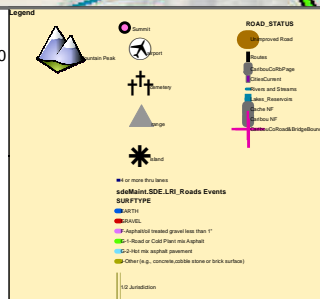 Legend
0
Mountain Peak
Summit
Airport
Cemetery
Range
Island
4 or more thru lanes
sdeMaint.SDE.LRI_Roads Events
SURFTYPE
EARTH
GRAVEL
F-Asphalt/oil treated gravel less than 1"
G-1-Road or Cold Plant mix Asphalt
G-2-Hot mix asphalt pavement
J-Other (e.g., concrete,cobble stone or brick surface)
1/2 Jurisdiction
ROAD_STATUS
Unimproved Road
Routes
CaribouCoRbPage
CitiesCurrent
Rivers and Streams
Lakes_Reservoirs
Cache NF
Caribou NF
CaribouCoRoad&BridgeBoun